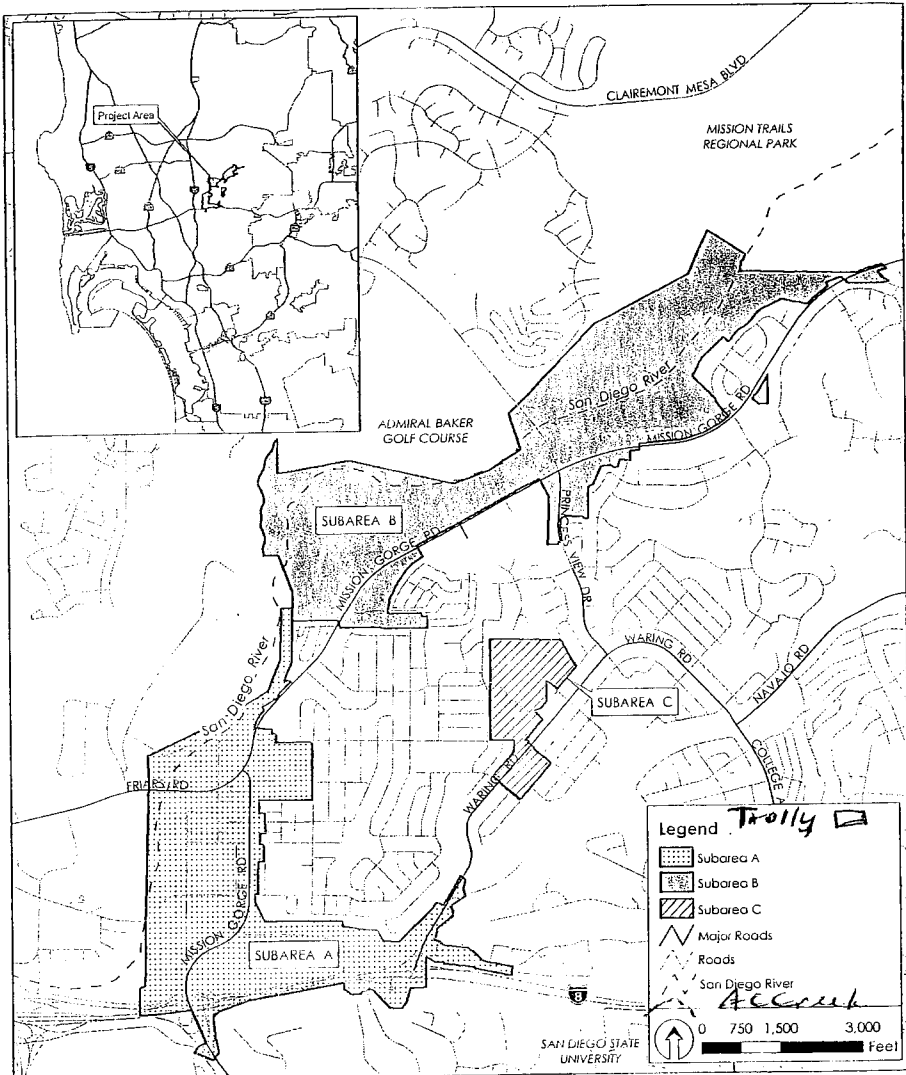 Project Area
CLAIREMONT MESA BLVD
MISSION TRAILS
REGIONAL PARK
San Diego River
MISSION GORGE RD
ADMIRAL BAKER
GOLF COURSE
SUBAREA B
PRINCESS VIEW DR
MISSION GORGE RD
WARING RD
NAVAJO RD
SUBAREA C
San Diego River
COLLEGE A
FRIARS RD
WARING RD
MISSION GORGE RD
SUBAREA A
8
SAN DIEGO STATE
UNIVERSITY
Legend Trolly
Subarea A
Subarea B
Subarea C
Major Roads
Roads
San Diego River
ACCreek
0 750 1,500 3,000
Feet